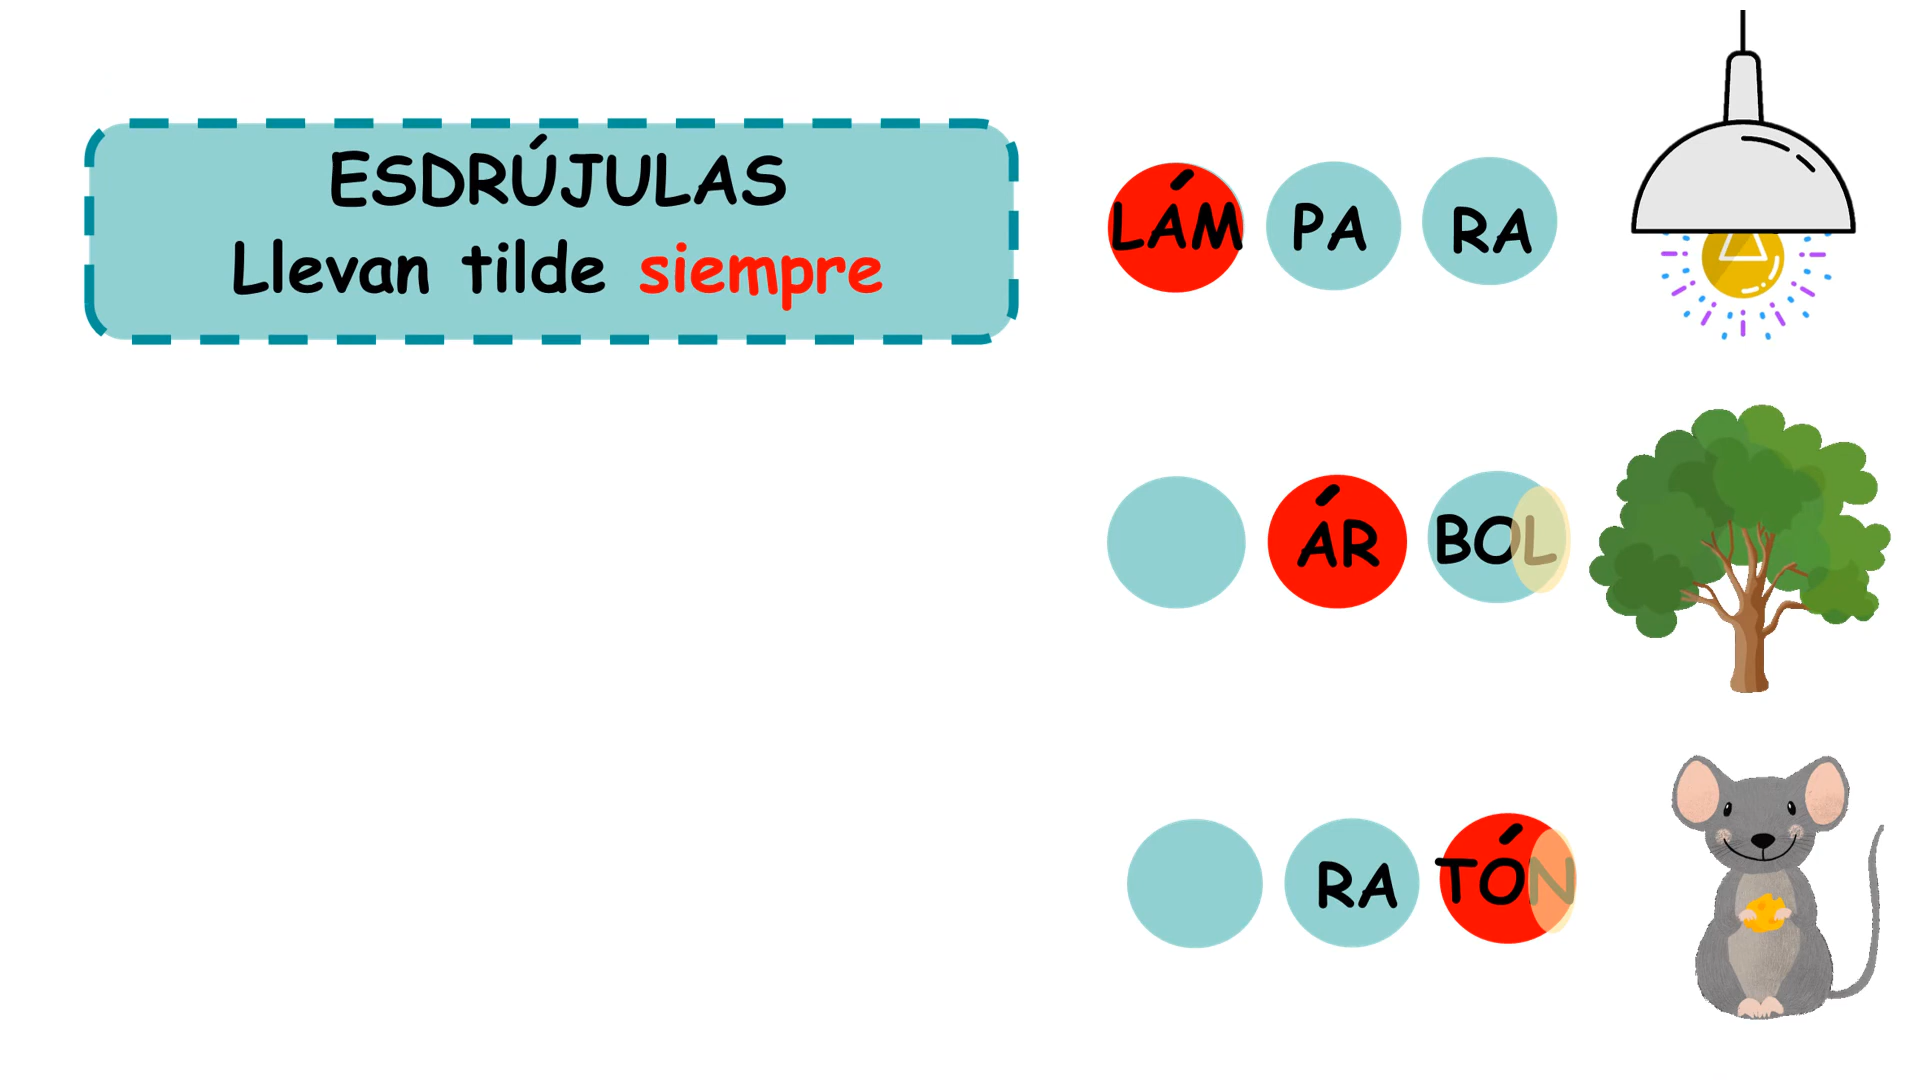 ESDRÚJULAS
Llevan tilde siempre
LÁM PA RA
ÁR BOL
RA TÓN